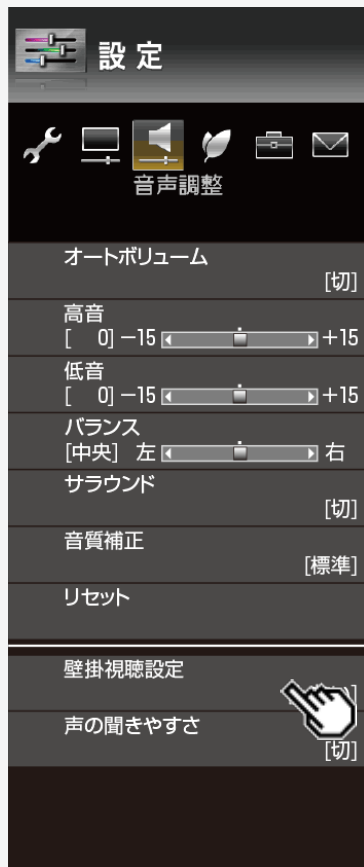 設定
音声調整
オートボリューム
[切]
高音
[ 0] －15 ＋15
低音
[ 0] －15 ＋15
バランス
[中央] 左 右
サラウンド
[切]
音質補正
[標準]
リセット
壁掛視聴設定
]
声の聞きやすさ
[切]